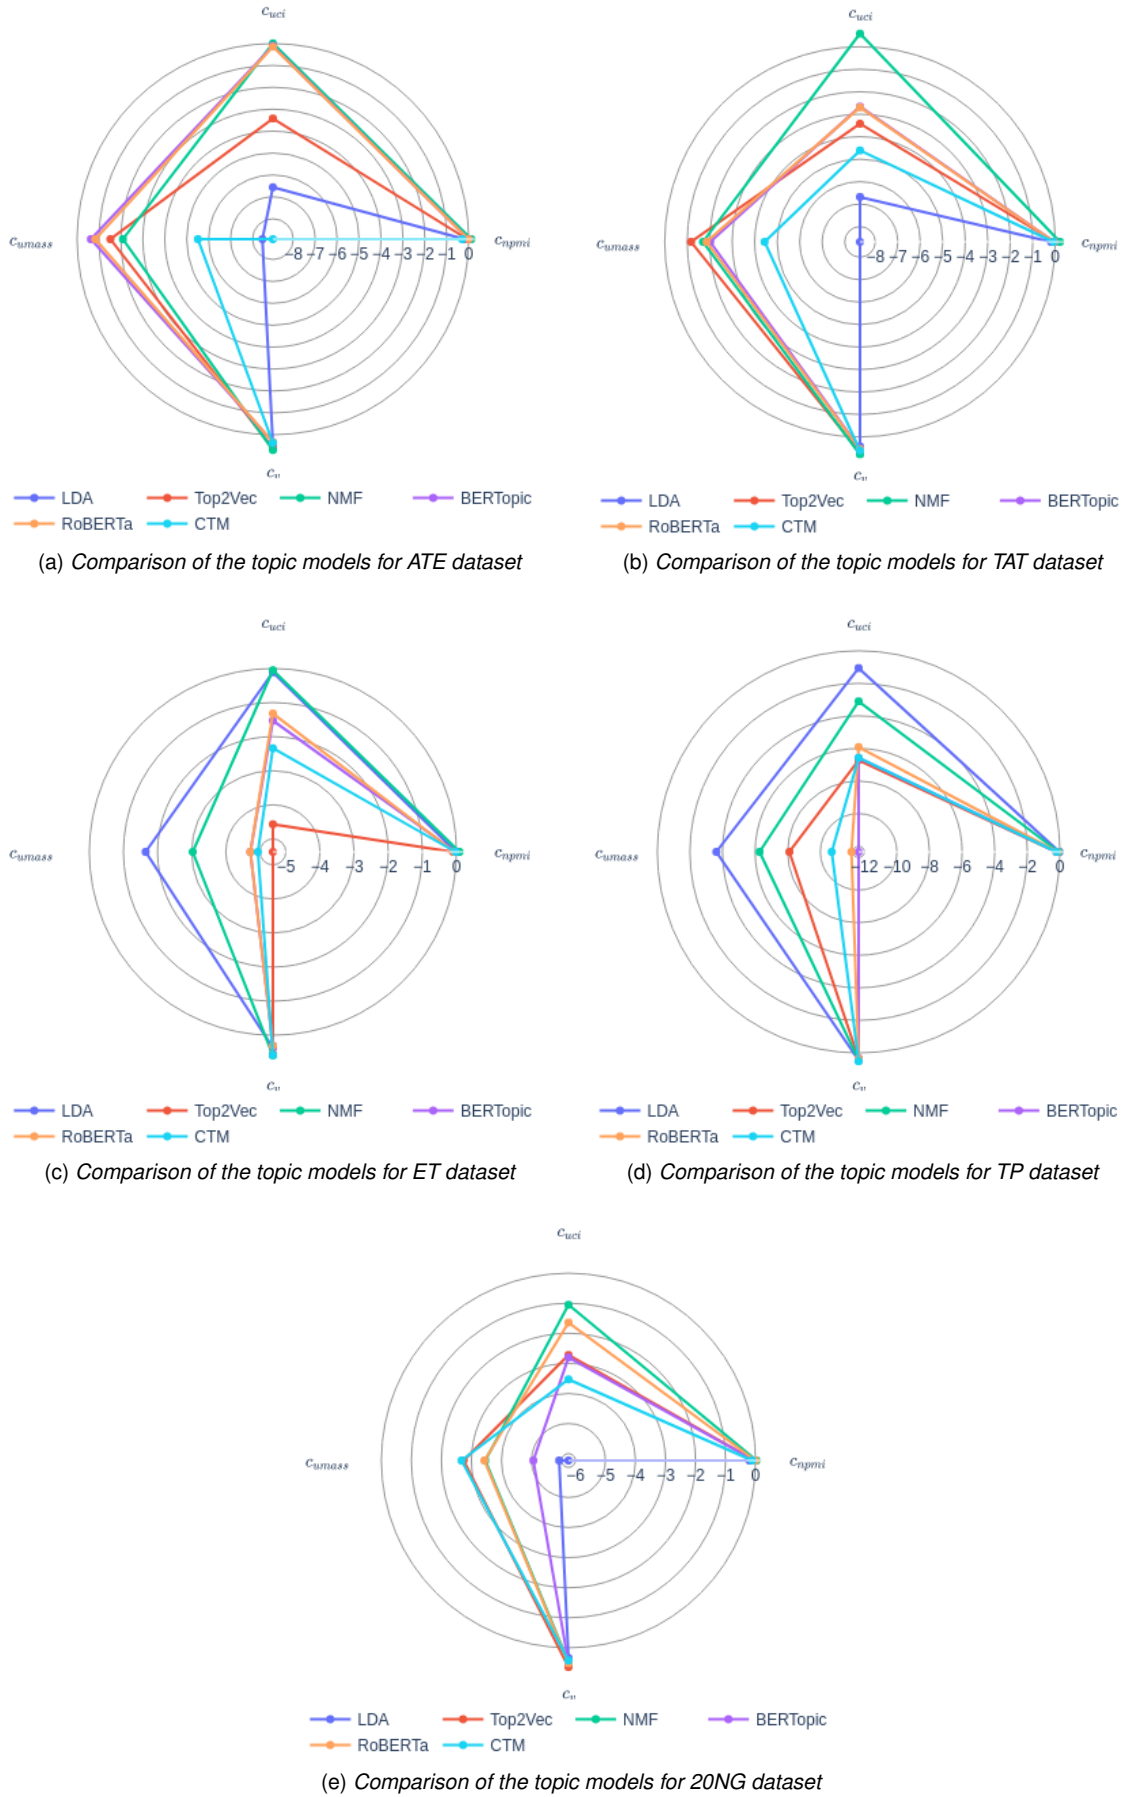 c_uci
c_umass
c_npmi
−8 −7 −6 −5 −4 −3 −2 −1 0
c_v
LDA Top2Vec NMF BERTopic
RoBERTa CTM
(a) Comparison of the topic models for ATE dataset
c_uci
c_umass
c_npmi
−8 −7 −6 −5 −4 −3 −2 −1 0
c_v
LDA Top2Vec NMF BERTopic
RoBERTa CTM
(b) Comparison of the topic models for TAT dataset
c_uci
c_umass
c_npmi
−5 −4 −3 −2 −1 0
c_v
LDA Top2Vec NMF BERTopic
RoBERTa CTM
(c) Comparison of the topic models for ET dataset
c_uci
c_umass
c_npmi
−12 −10 −8 −6 −4 −2 0
c_v
LDA Top2Vec NMF BERTopic
RoBERTa CTM
(d) Comparison of the topic models for TP dataset
c_uci
c_umass
c_npmi
−6 −5 −4 −3 −2 −1 0
c_v
LDA Top2Vec NMF BERTopic
RoBERTa CTM
(e) Comparison of the topic models for 20NG dataset